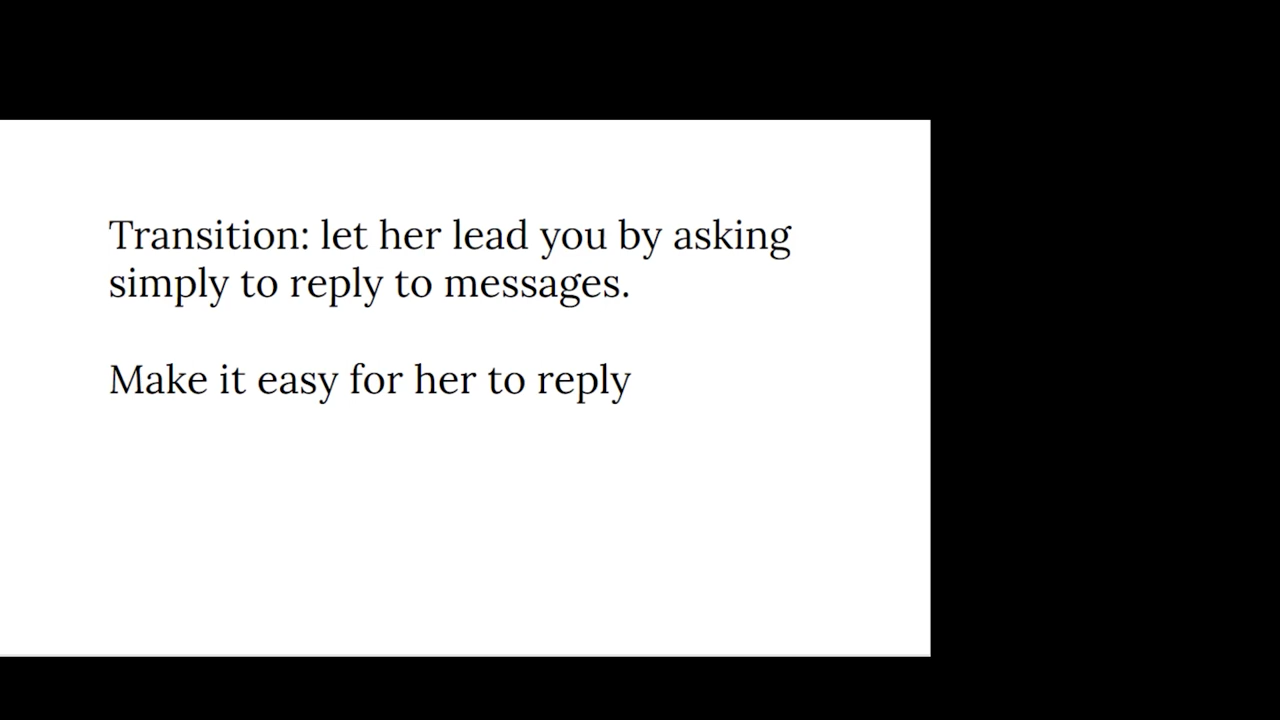 Transition: let her lead you by asking
simply to reply to messages.
Make it easy for her to reply